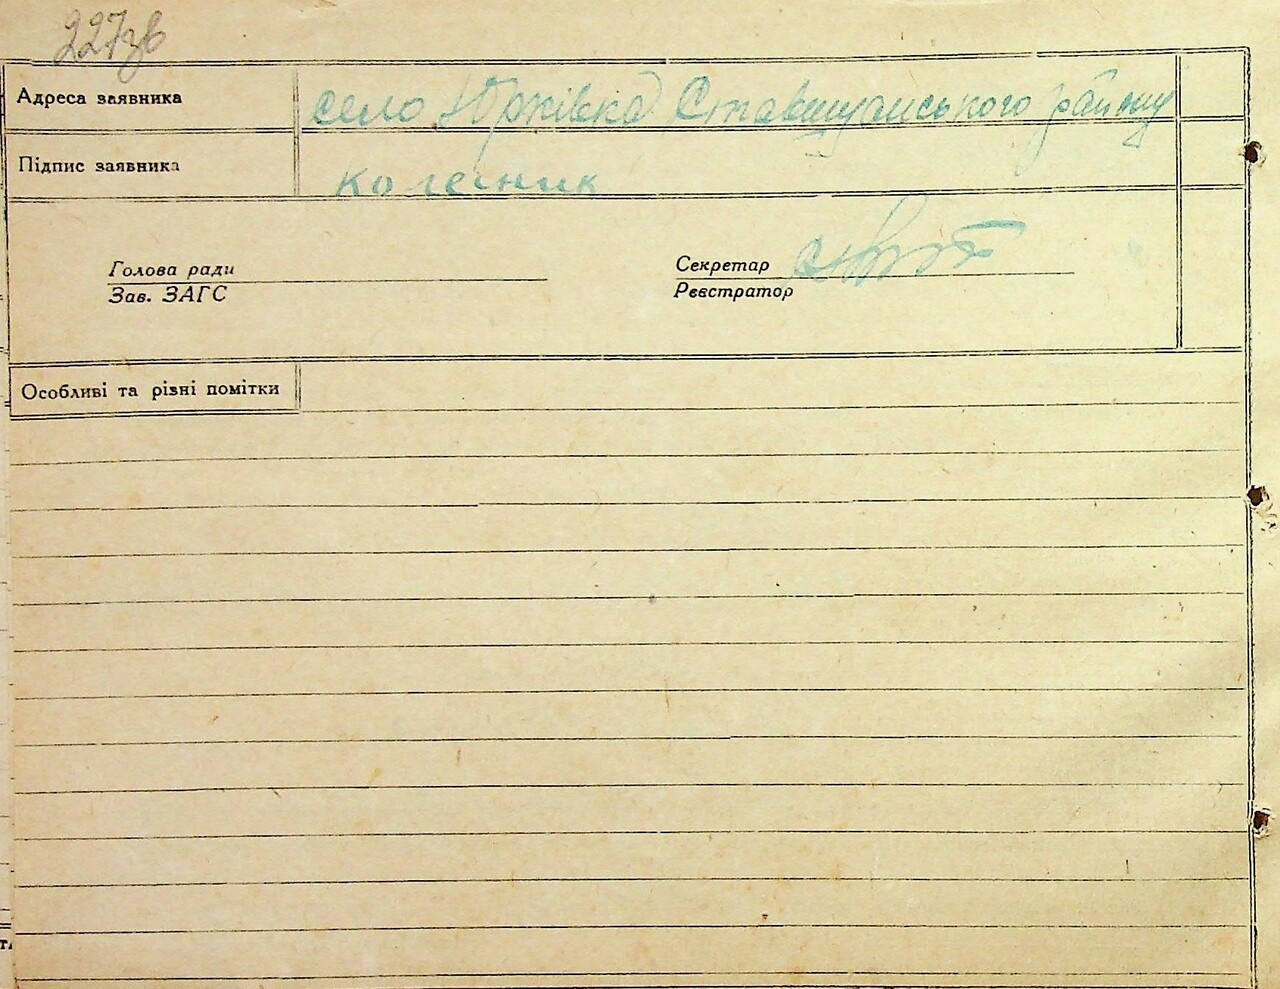 227зв
Адреса заявника село Юрківка Ставищанського району
Підпис заявника Колесник
Голова ради
Зав. ЗАГС
Секретар
Реєстратор
Особливі та різні помітки